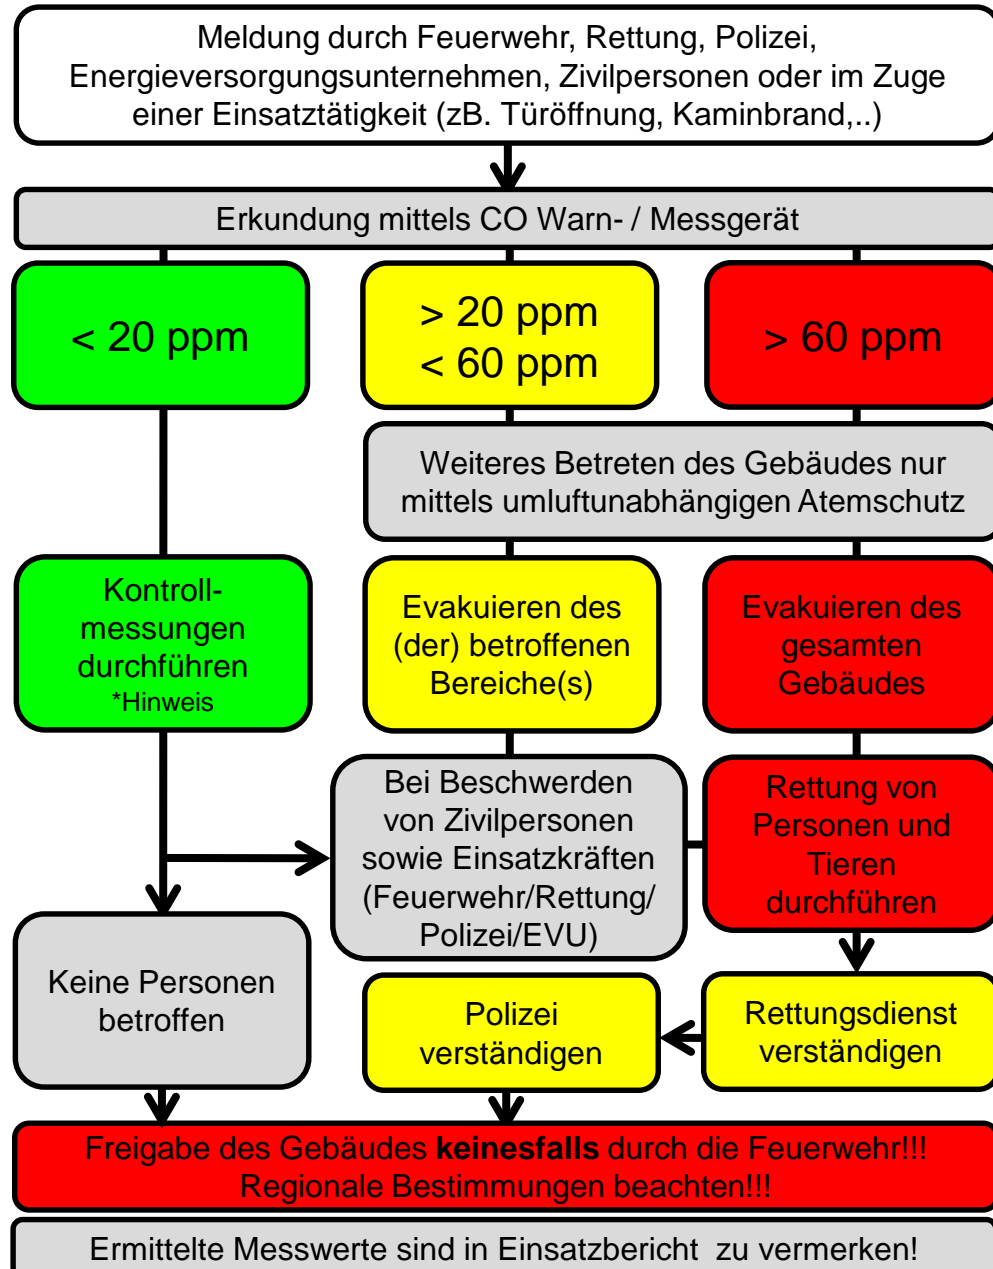 Meldung durch Feuerwehr, Rettung, Polizei,
Energieversorgungsunternehmen, Zivilpersonen oder im Zuge
einer Einsatztätigkeit (zB. Türöffnung, Kaminbrand,..)
Erkundung mittels CO Warn- / Messgerät
< 20 ppm
> 20 ppm
< 60 ppm
> 60 ppm
Weiteres Betreten des Gebäudes nur
mittels umluftunabhängigen Atemschutz
Kontroll-
messungen
durchführen
*Hinweis
Evakuieren des
(der) betroffenen
Bereiche(s)
Evakuieren des
gesamten
Gebäudes
Bei Beschwerden
von Zivilpersonen
sowie Einsatzkräften
(Feuerwehr/Rettung/
Polizei/EVU)
Rettung von
Personen und
Tieren
durchführen
Keine Personen
betroffen
Polizei
verständigen
Rettungsdienst
verständigen
Freigabe des Gebäudes keinesfalls durch die Feuerwehr!!!
Regionale Bestimmungen beachten!!!
Ermittelte Messwerte sind in Einsatzbericht zu vermerken!